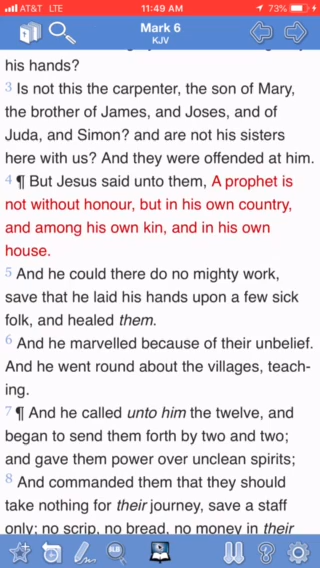 AT&T LTE 11:49 AM 73%
Mark 6
KJV
his hands?
3 Is not this the carpenter, the son of Mary,
the brother of James, and Joses, and of
Juda, and Simon? and are not his sisters
here with us? And they were offended at him.
4 ¶ But Jesus said unto them, A prophet is
not without honour, but in his own country,
and among his own kin, and in his own
house.
5 And he could there do no mighty work,
save that he laid his hands upon a few sick
folk, and healed them.
6 And he marvelled because of their unbelief.
And he went round about the villages, teach-
ing.
7 ¶ And he called unto him the twelve, and
began to send them forth by two and two;
and gave them power over unclean spirits;
8 And commanded them that they should
take nothing for their journey, save a staff
only; no scrip, no bread, no money in their